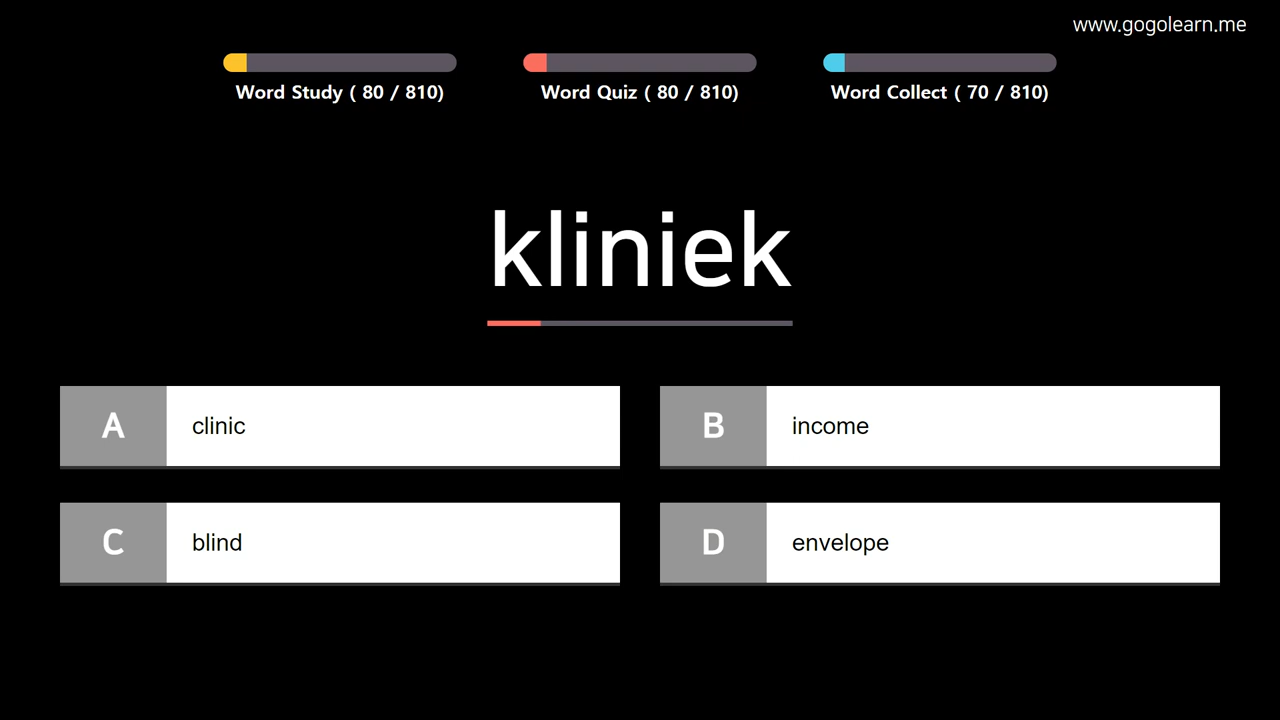 www.gogolearn.me
Word Study ( 80 / 810)
Word Quiz ( 80 / 810)
Word Collect ( 70 / 810)
kliniek
A clinic
B income
C blind
D envelope